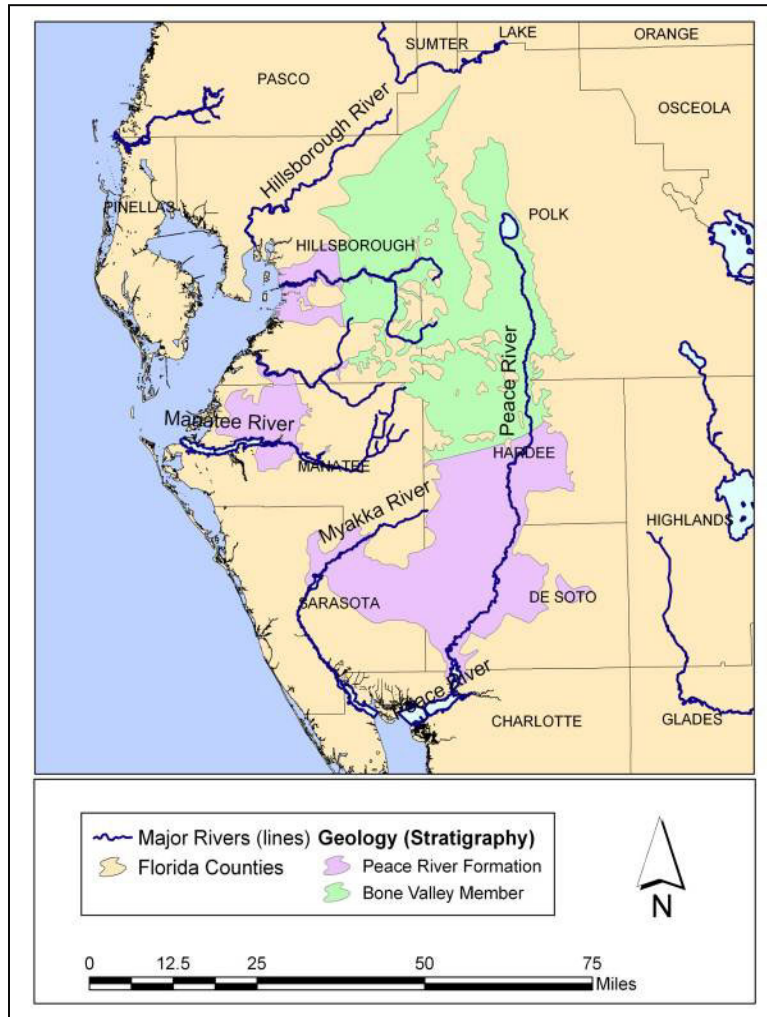 LAKE
ORANGE
SUMTER
PASCO
OSCEOLA
Hillsborough River
PINELLAS
POLK
HILLSBOROUGH
Peace River
Manatee River
HARDEE
MANATEE
Myakka River
HIGHLANDS
SARASOTA
DE SOTO
Peace River
CHARLOTTE
GLADES
Major Rivers (lines) Geology (Stratigraphy)
Florida Counties Peace River Formation
Bone Valley Member
N
0 12.5 25 50 75
Miles